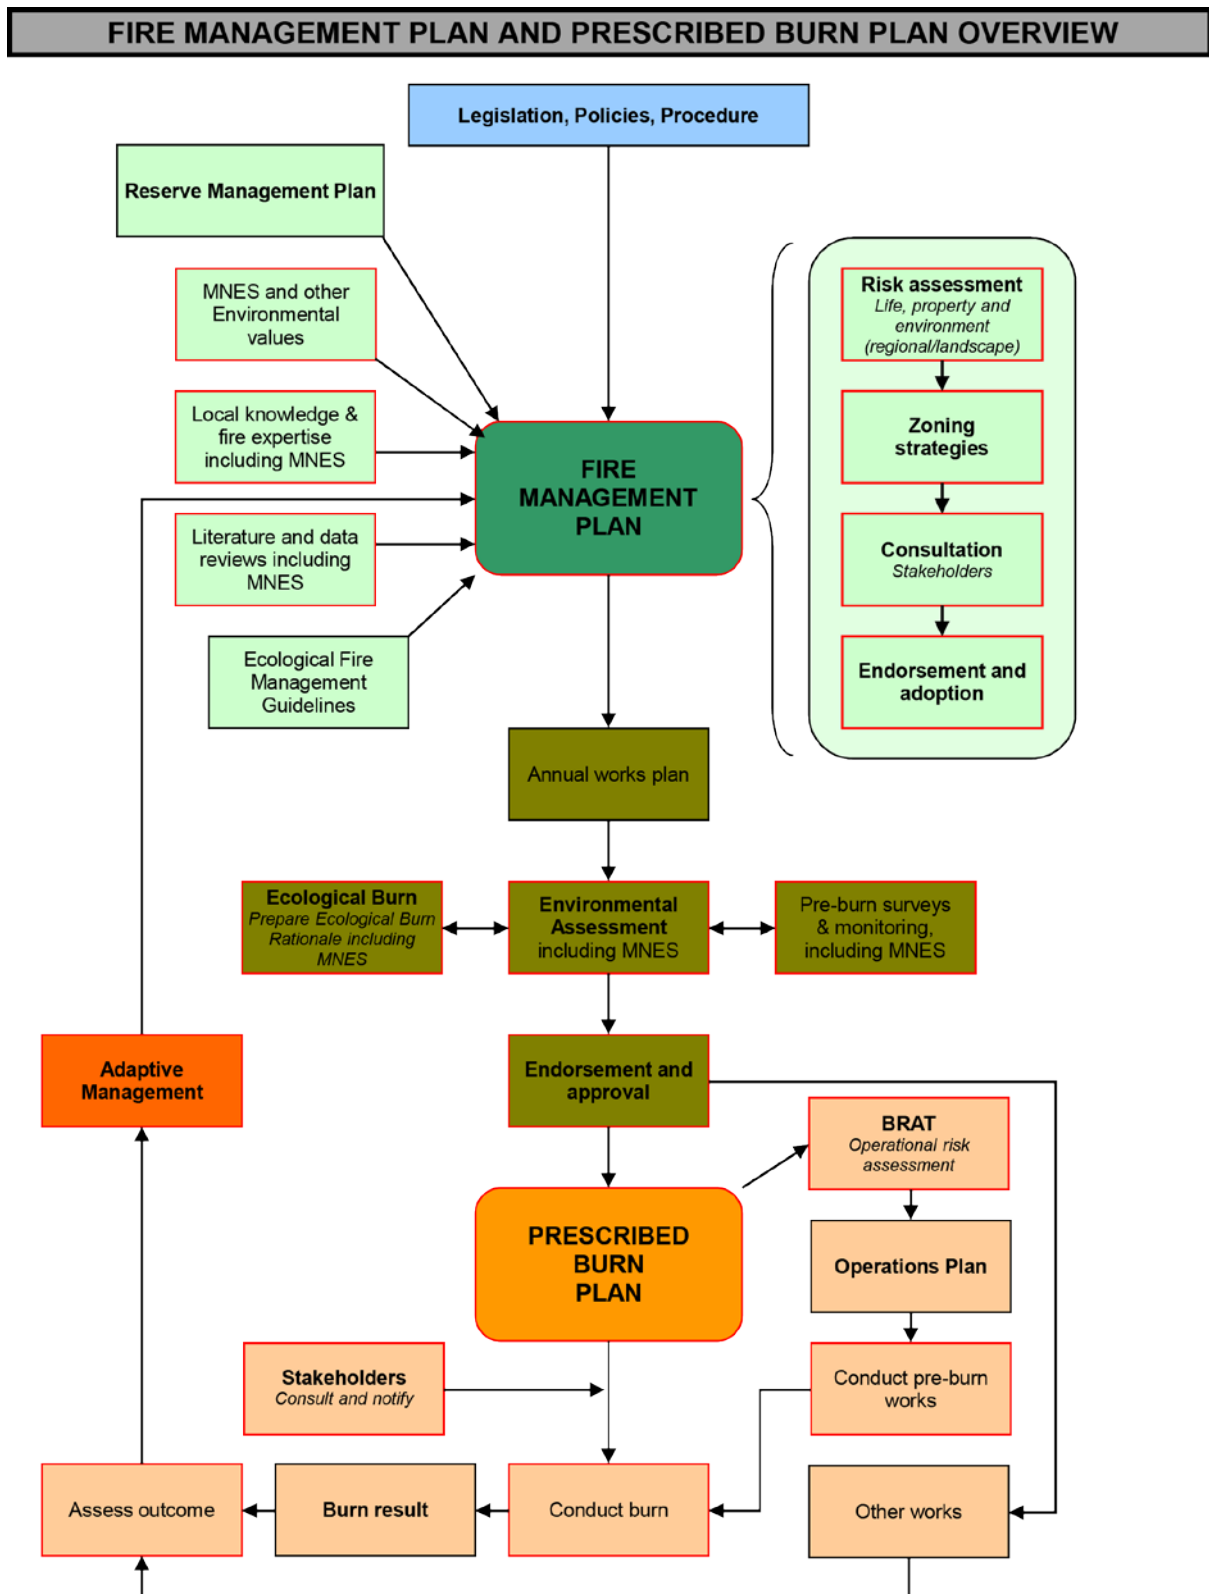 FIRE MANAGEMENT PLAN AND PRESCRIBED BURN PLAN OVERVIEW
Legislation, Policies, Procedure
Reserve Management Plan
MNES and other
Environmental
values
Local knowledge &
fire expertise
including MNES
Literature and data
reviews including
MNES
Ecological Fire
Management
Guidelines
FIRE
MANAGEMENT
PLAN
Risk assessment
Life, property and
environment
(regional/landscape)
Zoning
strategies
Consultation
Stakeholders
Endorsement and
adoption
Annual works plan
Ecological Burn
Prepare Ecological Burn
Rationale including
MNES
Environmental
Assessment
including MNES
Pre-burn surveys
& monitoring,
including MNES
Adaptive
Management
Endorsement and
approval
BRAT
Operational risk
assessment
PRESCRIBED
BURN
PLAN
Operations Plan
Stakeholders
Consult and notify
Conduct pre-burn
works
Assess outcome
Burn result
Conduct burn
Other works